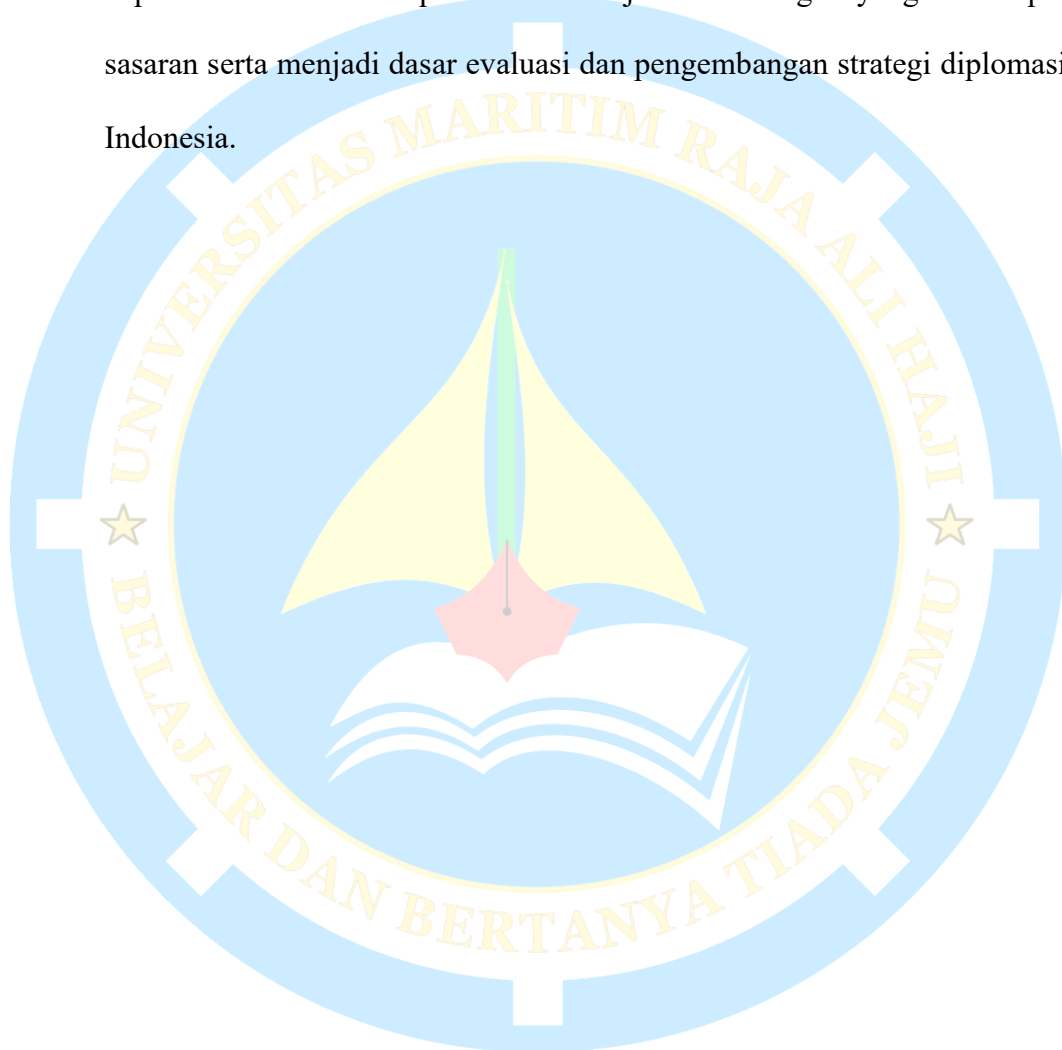 sasaran serta menjadi dasar evaluasi dan pengembangan strategi diplomasi
Indonesia.
UNIVERSITAS MARITIM RAJA ALI HAJI
BELAJAR DAN BERTANYA TIADA JEMU